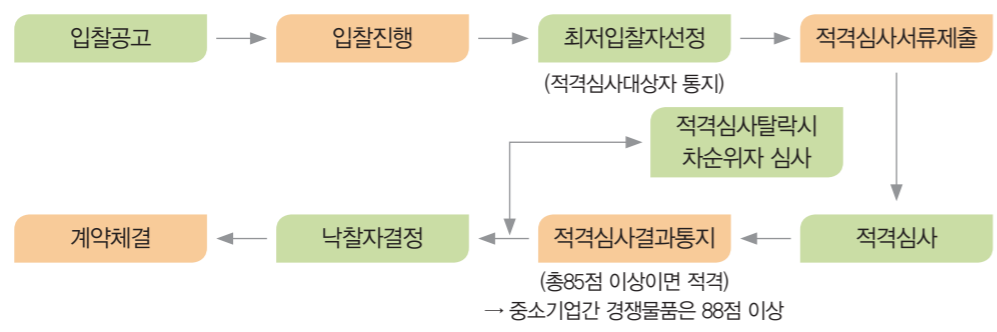 입찰공고
입찰진행
최저입찰자선정
적격심사서류제출
(적격심사대상자 통지)
적격심사탈락시
차순위자 심사
계약체결
낙찰자결정
적격심사결과통지
적격심사
(총85점 이상이면 적격)
→ 중소기업간 경쟁물품은 88점 이상